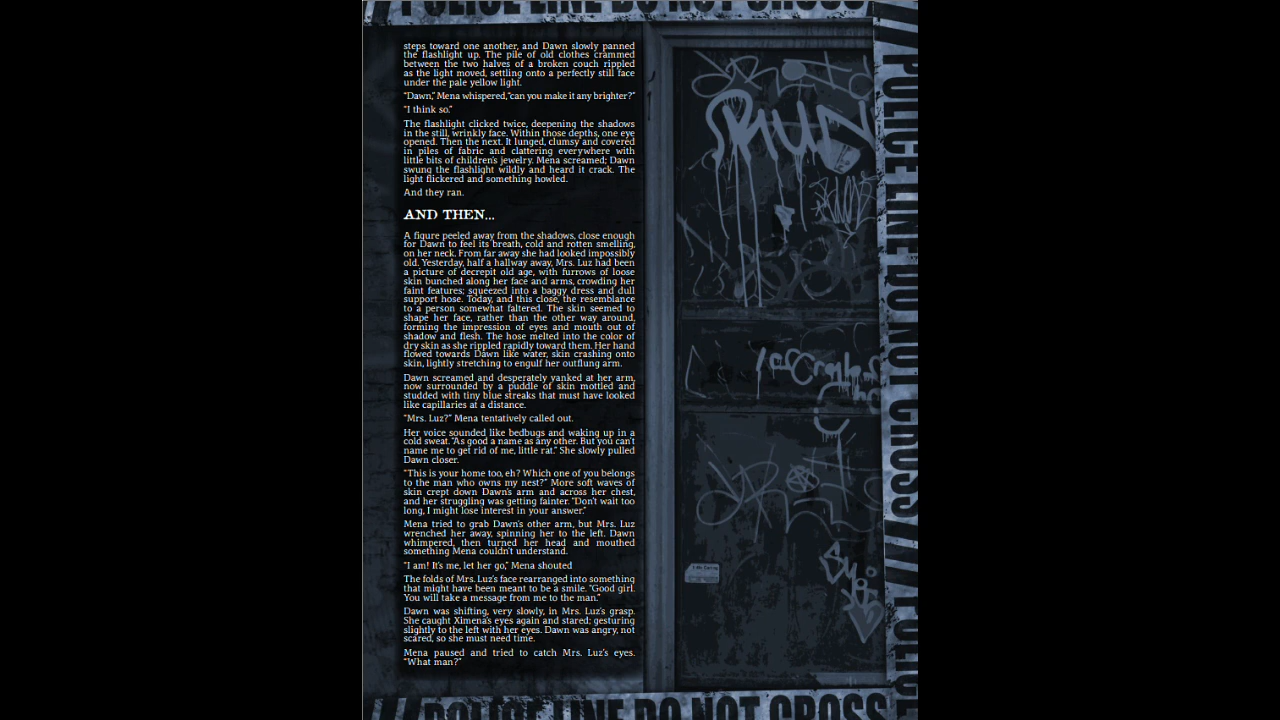 POLICE LINE DO NOT CROSS
steps toward one another, and Dawn slowly panned
the flashlight up. The pile of old clothes crammed
between the two halves of a broken couch rippled
as the light moved, settling onto a perfectly still face
under the pale yellow light.
“Dawn,” Mena whispered, “can you make it any brighter?”
“I think so.”
The flashlight clicked twice, deepening the shadows
in the still, wrinkly face. Within those depths, one eye
opened. Then the next. It lunged, clumsy and covered
in piles of fabric and clattering everywhere with
little bits of children's jewelry. Mena screamed; Dawn
swung the flashlight wildly and heard it crack. The
light flickered and something howled.
And they ran.
AND THEN...
A figure peeled away from the shadows, close enough
for Dawn to feel its breath, cold and rotten smelling,
on her neck. From far away she had looked impossibly
old. Yesterday, half a hallway away, Mrs. Luz had been
a picture of decrepit old age, with furrows of loose
skin bunched along her face and arms, crowding her
faint features; squeezed into a baggy dress and dull
support hose. Today, and this close, the resemblance
to a person somewhat faltered. The skin seemed to
shape her face, rather than the other way around,
forming the impression of eyes and mouth out of
shadow and flesh. The hose melted into the color of
dry skin as she rippled rapidly toward them. Her hand
flowed towards Dawn like water, skin crashing onto
skin, lightly stretching to engulf her outflung arm.
Dawn screamed and desperately yanked at her arm,
now surrounded by a puddle of skin mottled and
studded with tiny blue streaks that must have looked
like capillaries at a distance.
“Mrs. Luz?” Mena tentatively called out.
Her voice sounded like bedbugs and waking up in a
cold sweat. “As good a name as any other. But you can't
name me to get rid of me, little rat.” She slowly pulled
Dawn closer.
“This is your home too, eh? Which one of you belongs
to the man who owns my nest?” More soft waves of
skin crept down Dawn's arm and across her chest,
and her struggling was getting fainter. “Don't wait too
long, I might lose interest in your answer.”
Mena tried to grab Dawn's other arm, but Mrs. Luz
wrenched her away, spinning her to the left. Dawn
whimpered, then turned her head and mouthed
something Mena couldn't understand.
“I am! It's me, let her go,” Mena shouted
The folds of Mrs. Luz's face rearranged into something
that might have been meant to be a smile. “Good girl.
You will take a message from me to the man.”
Dawn was shifting, very slowly, in Mrs. Luz's grasp.
She caught Ximena's eyes again and stared; gesturing
slightly to the left with her eyes. Dawn was angry, not
scared, so she must need time.
Mena paused and tried to catch Mrs. Luz's eyes.
“What man?”
RUN
POLICE LINE DO NOT CROSS
POLICE LINE DO NOT CROSS